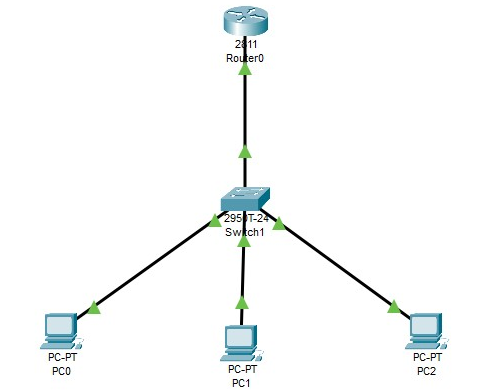 2811
Router0
2950T-24
Switch1
PC-PT
PC0
PC-PT
PC1
PC-PT
PC2